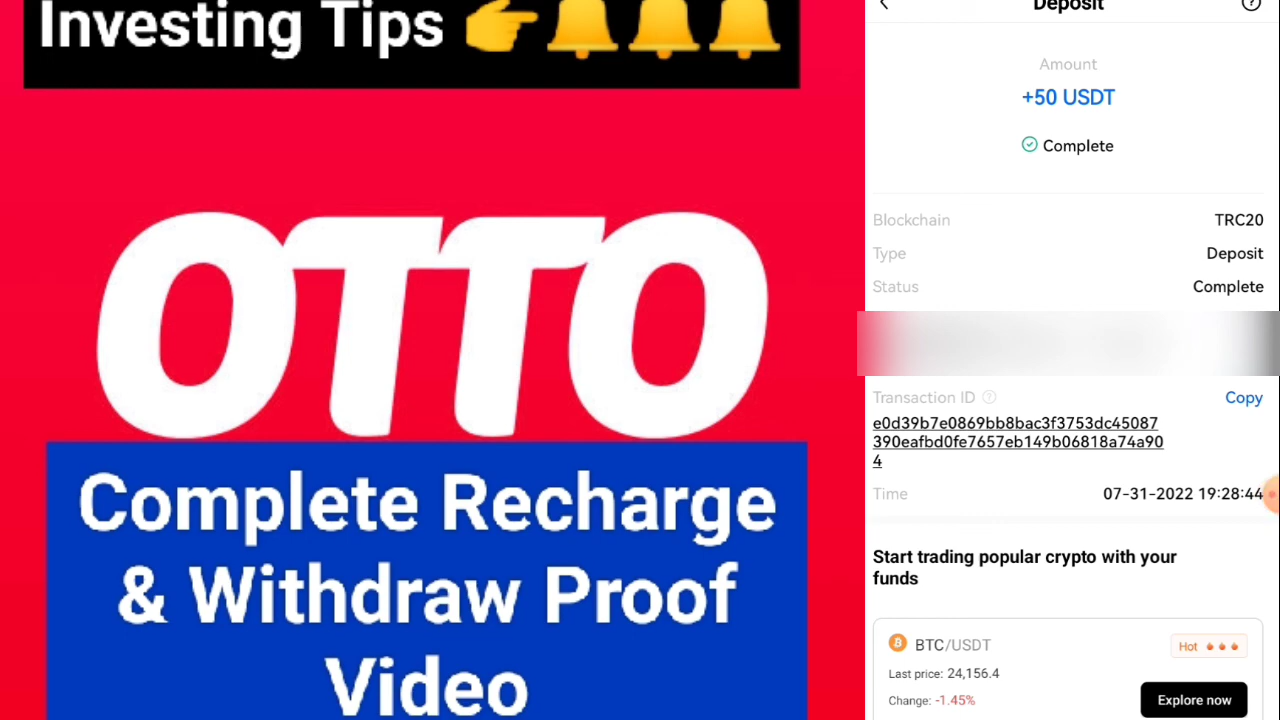 Investing Tips 👉🔔🔔🔔
OTTO
Complete Recharge
& Withdraw Proof
Video
Deposit
Amount
+50 USDT
Complete
Blockchain TRC20
Type Deposit
Status Complete
Transaction ID Copy
e0d39b7e0869bb8bac3f3753dc45087
390eafbd0fe7657eb149b06818a74a90
4
Time 07-31-2022 19:28:44
Start trading popular crypto with your
funds
BTC/USDT Hot
Last price: 24,156.4
Change: -1.45%
Explore now